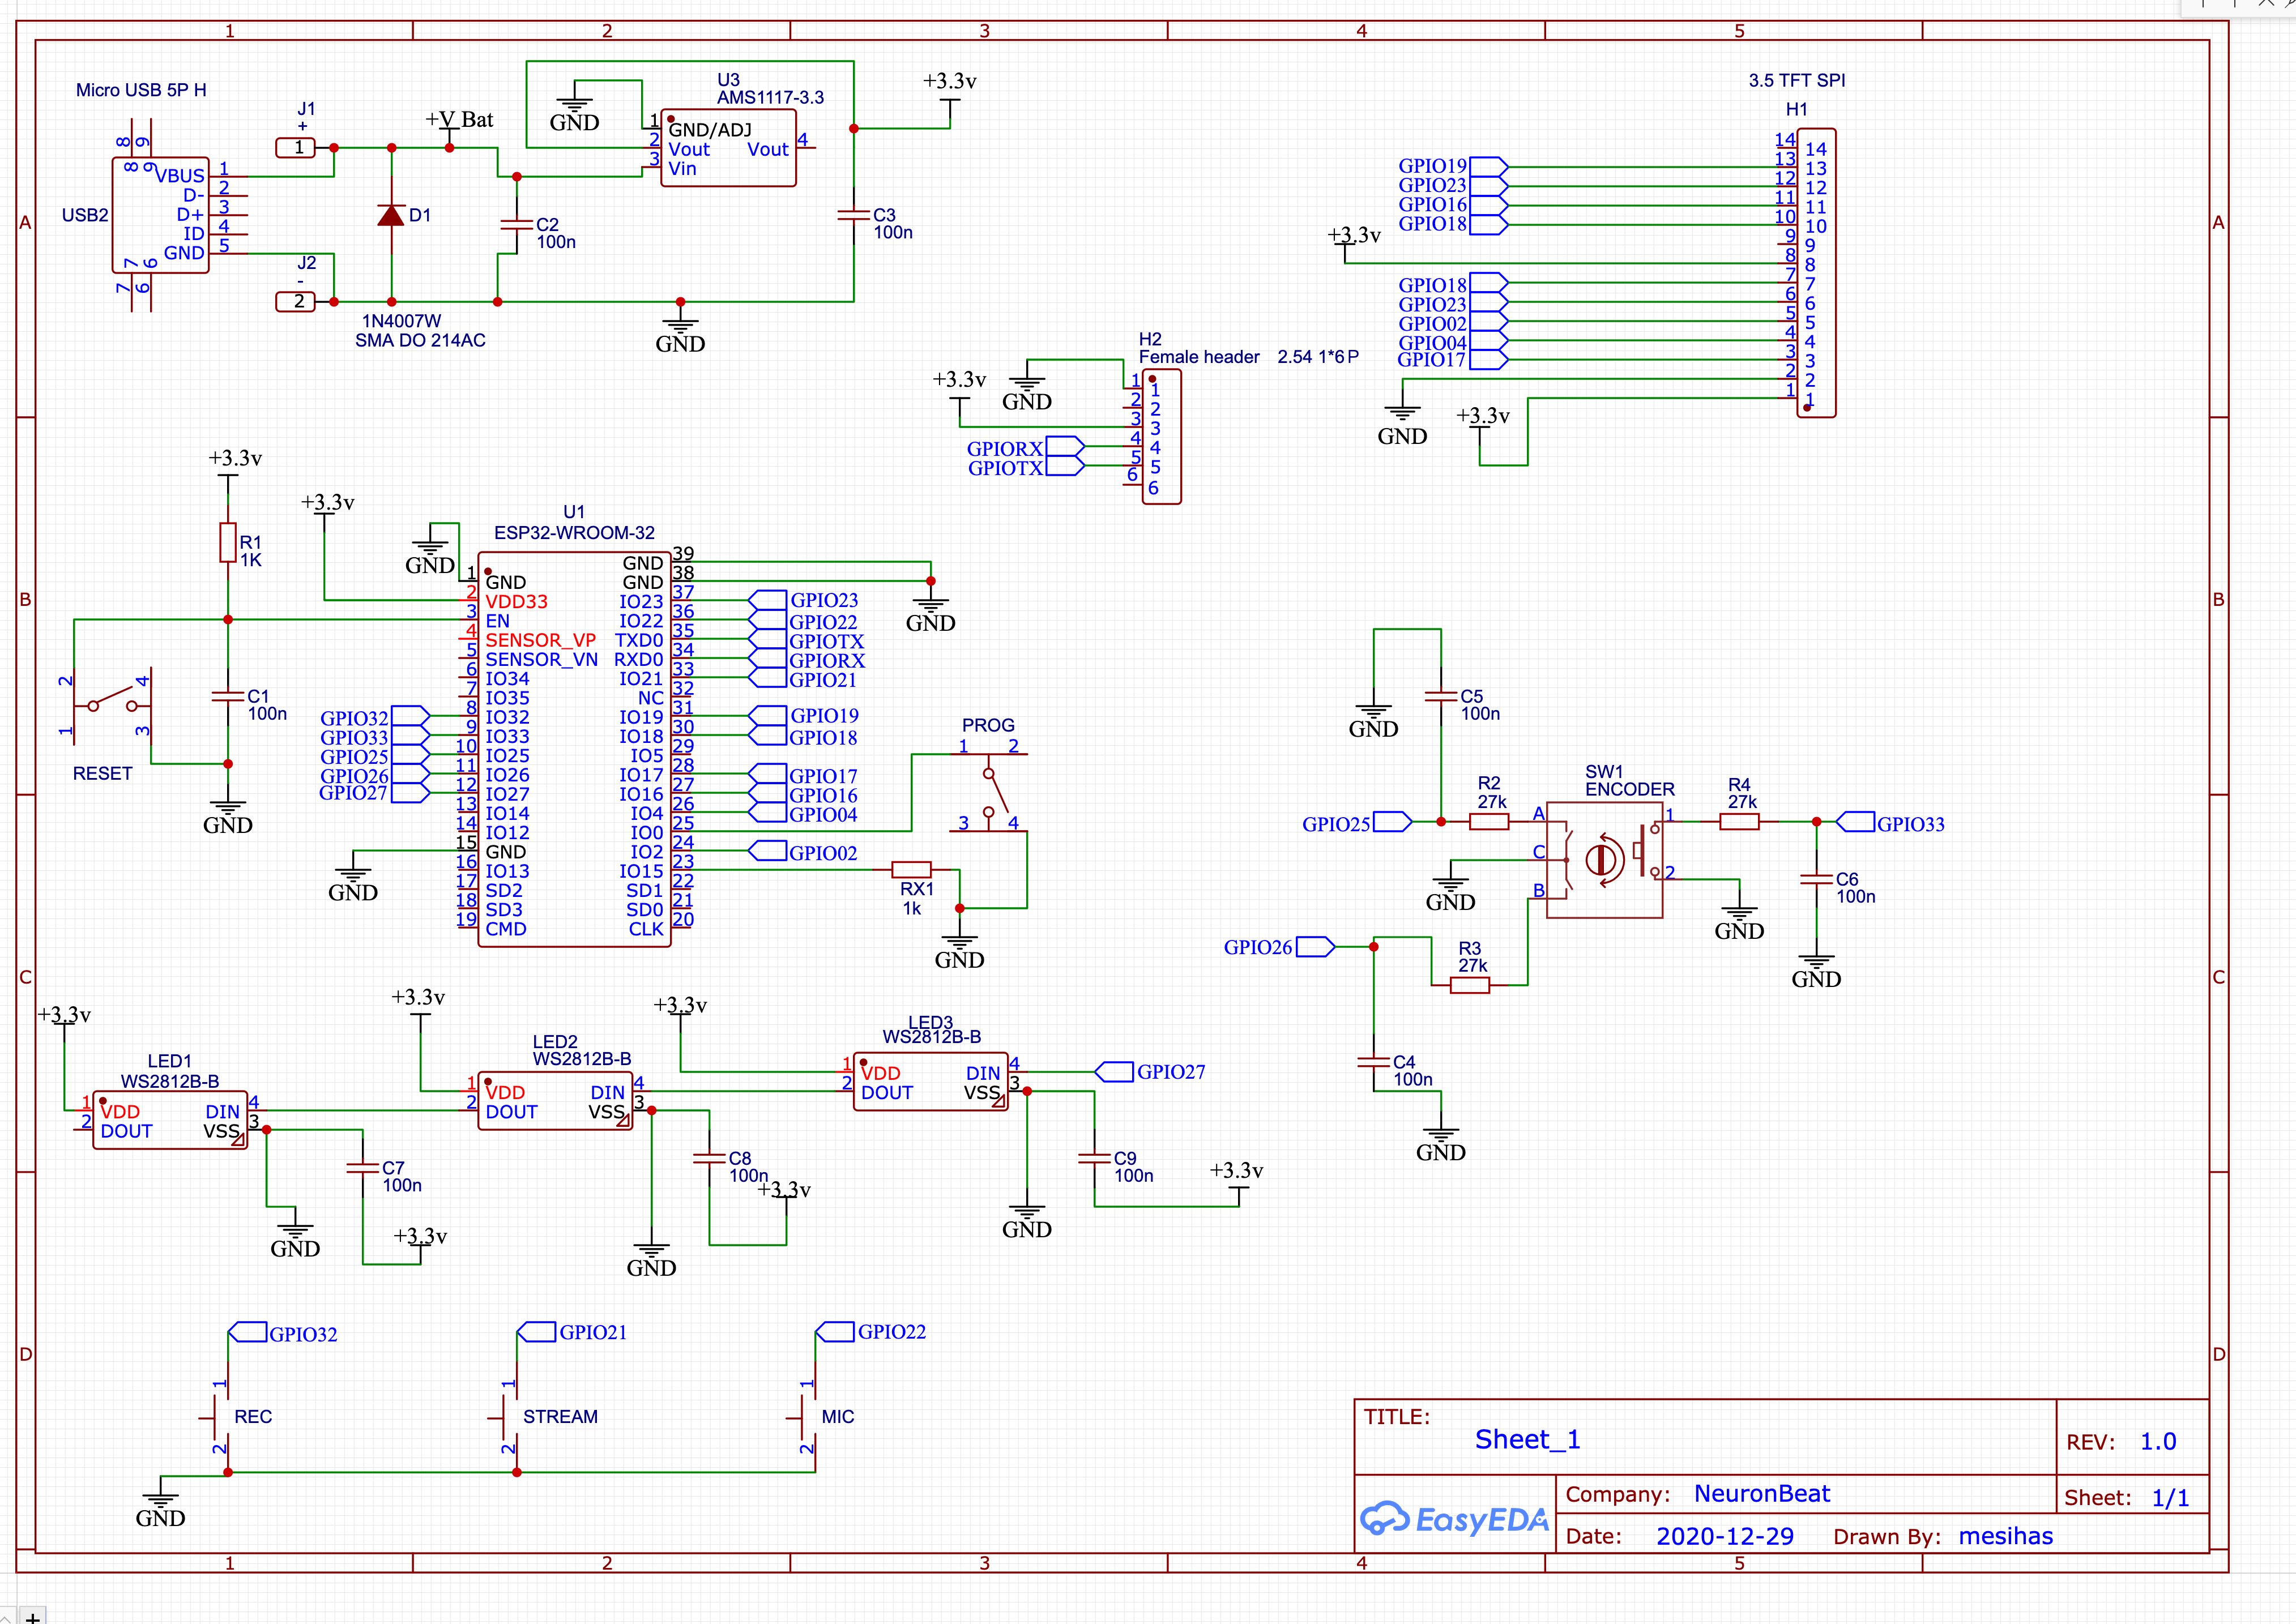 1 2 3 4 5
A
B
C
D
A
B
C
D
Micro USB 5P H
USB2
8 9
8 9
VBUS 1
D- 2
D+ 3
ID 4
GND 5
7 6
7 6
J1
+
1
J2
-
2
+V Bat
D1
1N4007W
SMA DO 214AC
C2
100n
GND
U3
AMS1117-3.3
1 GND/ADJ
2 Vout
3 Vin
Vout 4
+3.3v
C3
100n
GND
3.5 TFT SPI
H1
14 14
GPIO19 13 13
GPIO23 12 12
GPIO16 11 11
GPIO18 10 10
9 9
+3.3v 8 8
GPIO18 7 7
GPIO23 6 6
GPIO02 5 5
GPIO04 4 4
GPIO17 3 3
2 2
1 1
GND
+3.3v
H2
Female header 2.54 1*6P
+3.3v
GND
1 1
2 2
3 3
GPIORX 4 4
GPIOTX 5 5
6 6
+3.3v
R1
1K
+3.3v
GND
2 4
1 3
RESET
C1
100n
GND
U1
ESP32-WROOM-32
1 GND
2 VDD33
3 EN
4 SENSOR_VP
5 SENSOR_VN
6 IO34
7 IO35
GPIO32 8 IO32
GPIO33 9 IO33
GPIO25 10 IO25
GPIO26 11 IO26
GPIO27 12 IO27
13 IO14
14 IO12
15 GND
16 IO13
17 SD2
18 SD3
19 CMD
GND
GND 39
GND 38
IO23 37 GPIO23
IO22 36 GPIO22
TXD0 35 GPIOTX
RXD0 34 GPIORX
IO21 33 GPIO21
NC 32
IO19 31 GPIO19
IO18 30 GPIO18
IO5 29
IO17 28 GPIO17
IO16 27 GPIO16
IO4 26 GPIO04
IO0 25
IO2 24 GPIO02
IO15 23
SD1 22
SD0 21
CLK 20
GND
PROG
1 2
3 4
RX1
1k
GND
GND
C5
100n
GPIO25
R2
27k
SW1
ENCODER
A
C
B
1
2
R4
27k
GPIO33
GND
GND
C6
100n
GND
GPIO26
R3
27k
C4
100n
GND
+3.3v
LED1
WS2812B-B
1 VDD
2 DOUT
DIN 4
VSS 3
C7
100n
GND
+3.3v
+3.3v
LED2
WS2812B-B
1 VDD
2 DOUT
DIN 4
VSS 3
C8
100n
+3.3v
GND
+3.3v
LED3
WS2812B-B
1 VDD
2 DOUT
DIN 4
VSS 3
GPIO27
C9
100n
+3.3v
GND
GPIO32
1
REC
2
GPIO21
1
STREAM
2
GPIO22
1
MIC
2
GND
TITLE:
Sheet_1
REV: 1.0
EasyEDA
Company: NeuronBeat
Sheet: 1/1
Date: 2020-12-29 Drawn By: mesihas
1 2 3 4 5
+